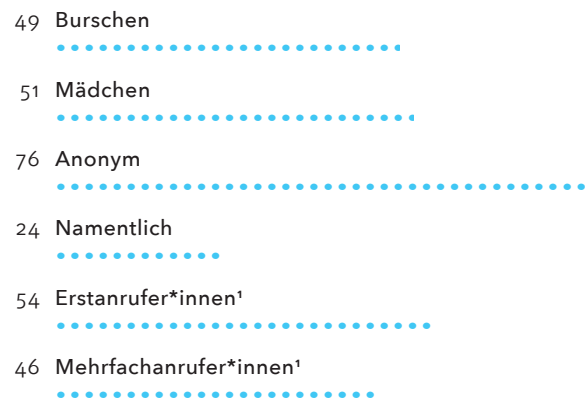 49 Burschen
51 Mädchen
76 Anonym
24 Namentlich
54 Erstanrufer*innen¹
46 Mehrfachanrufer*innen¹